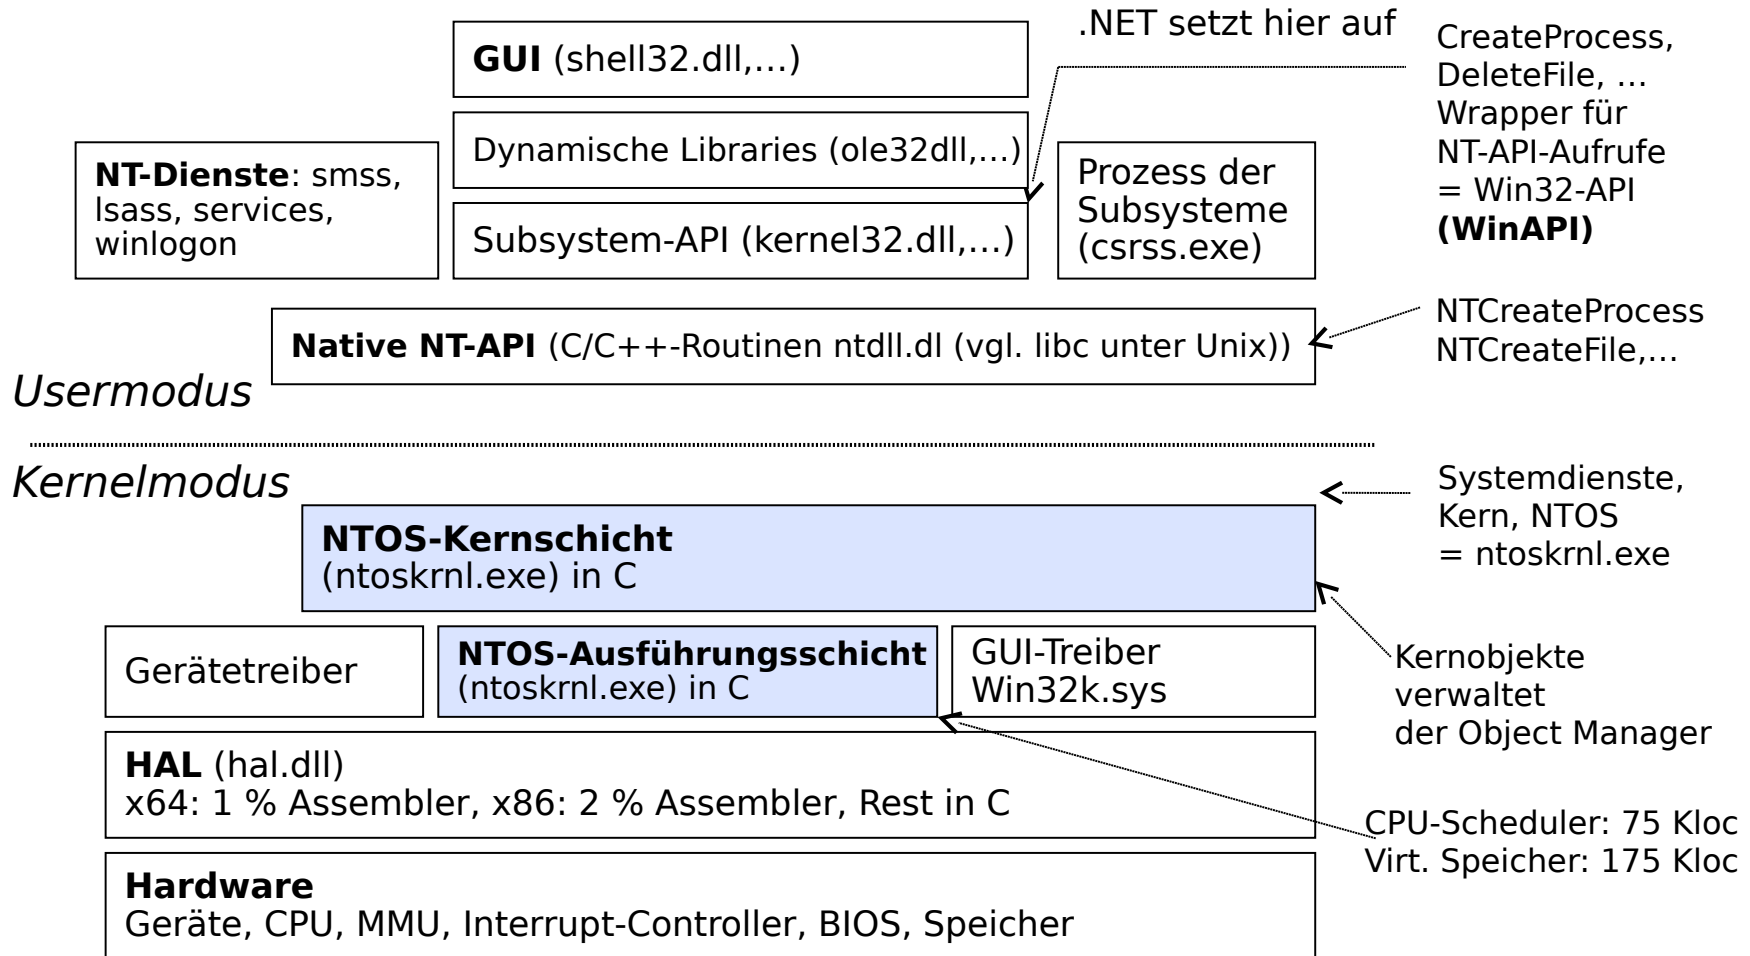 .NET setzt hier auf
GUI (shell32.dll,...)
CreateProcess,
DeleteFile, ...
Wrapper für
NT-API-Aufrufe
= Win32-API
(WinAPI)
Dynamische Libraries (ole32dll,...)
NT-Dienste: smss,
lsass, services,
winlogon
Prozess der
Subsysteme
(csrss.exe)
Subsystem-API (kernel32.dll,...)
NTCreateProcess
NTCreateFile,...
Native NT-API (C/C++-Routinen ntdll.dl (vgl. libc unter Unix))
Usermodus
Kernelmodus
Systemdienste,
Kern, NTOS
= ntoskrnl.exe
NTOS-Kernschicht
(ntoskrnl.exe) in C
Gerätetreiber
NTOS-Ausführungsschicht
(ntoskrnl.exe) in C
GUI-Treiber
Win32k.sys
Kernobjekte
verwaltet
der Object Manager
HAL (hal.dll)
x64: 1 % Assembler, x86: 2 % Assembler, Rest in C
CPU-Scheduler: 75 Kloc
Virt. Speicher: 175 Kloc
Hardware
Geräte, CPU, MMU, Interrupt-Controller, BIOS, Speicher